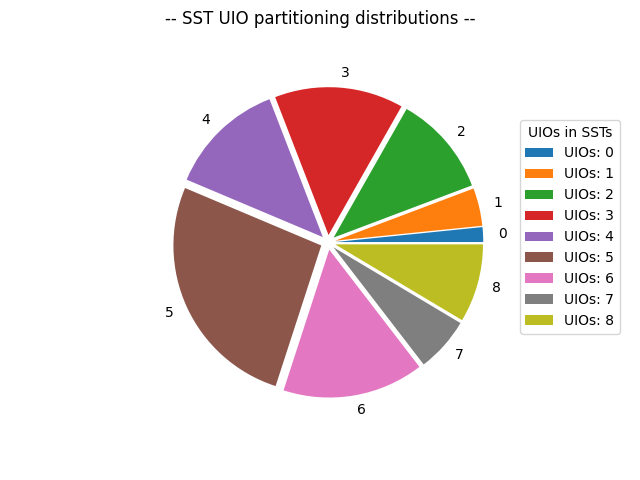 -- SST UIO partitioning distributions --
3
4
2
1
0
5
8
7
6
UIOs in SSTs
UIOs: 0
UIOs: 1
UIOs: 2
UIOs: 3
UIOs: 4
UIOs: 5
UIOs: 6
UIOs: 7
UIOs: 8